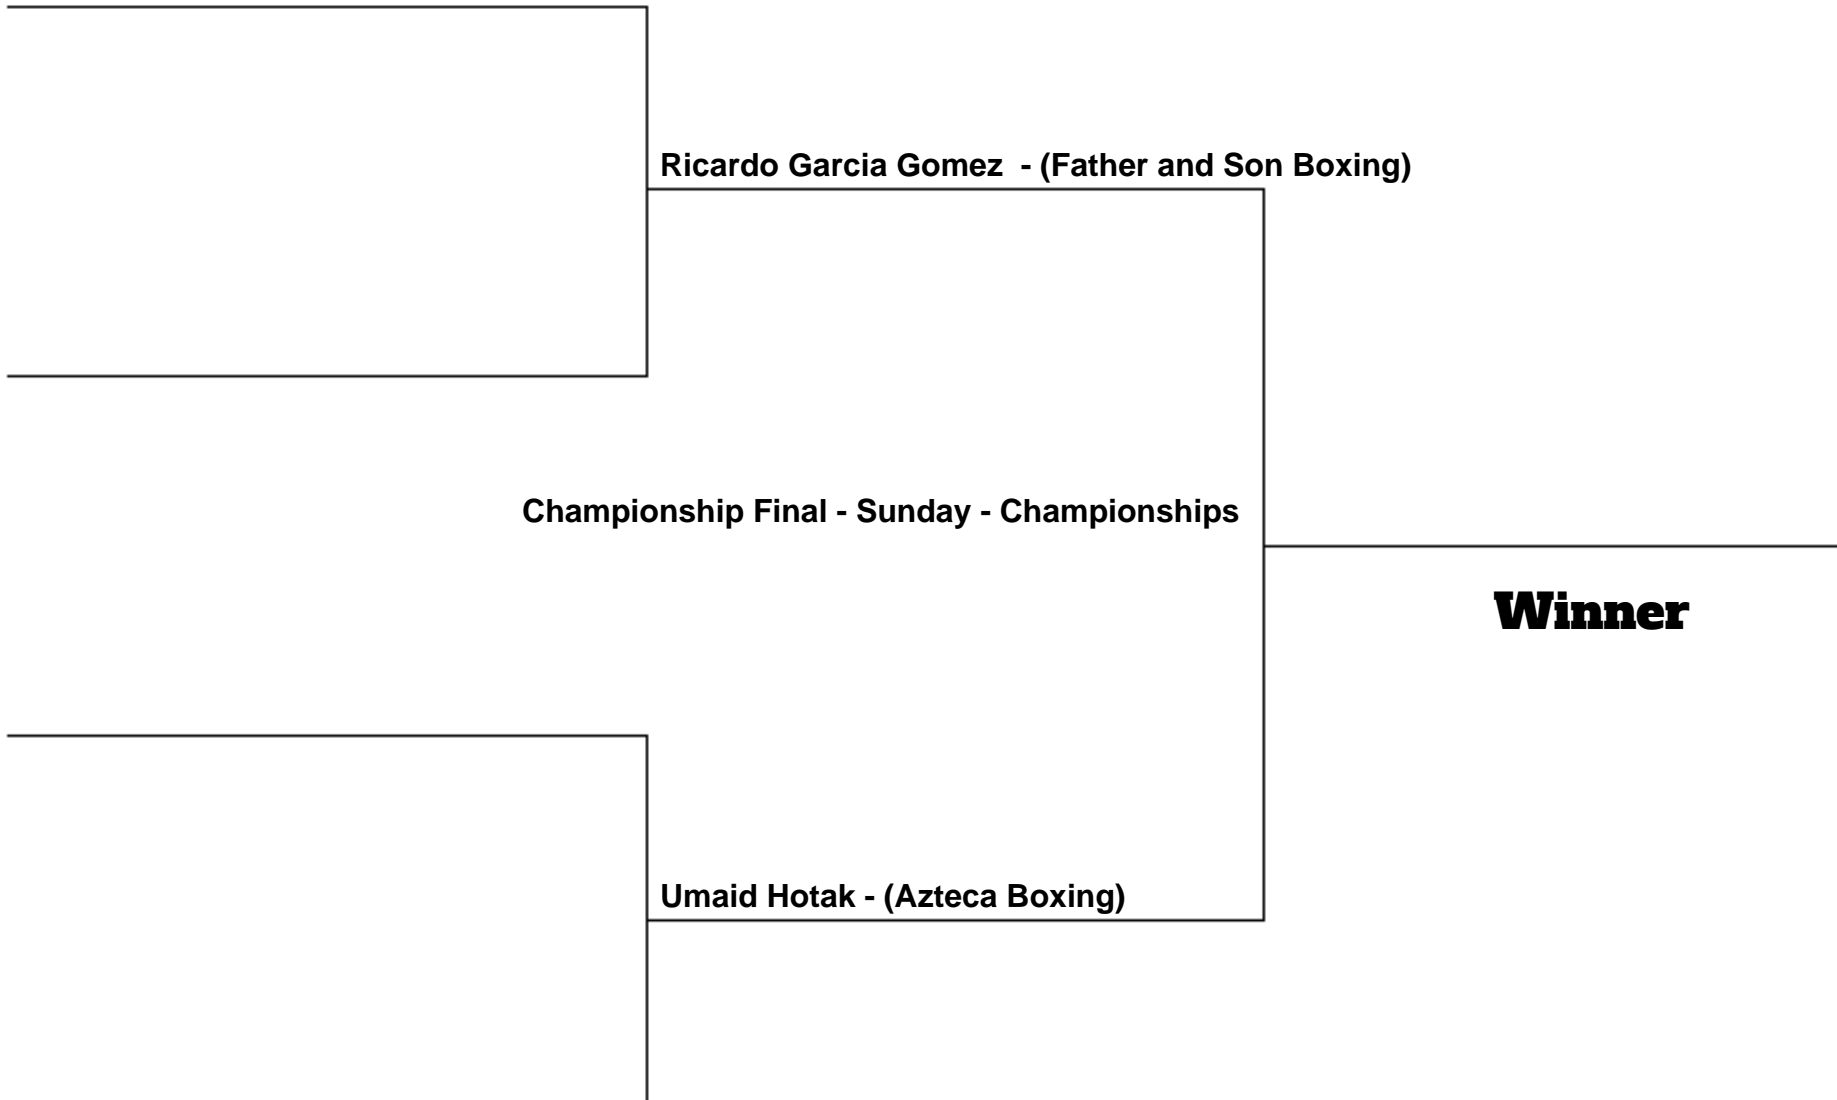 Ricardo Garcia Gomez  - (Father and Son Boxing)
Championship Final - Sunday - Championships
Winner
Umaid Hotak - (Azteca Boxing)